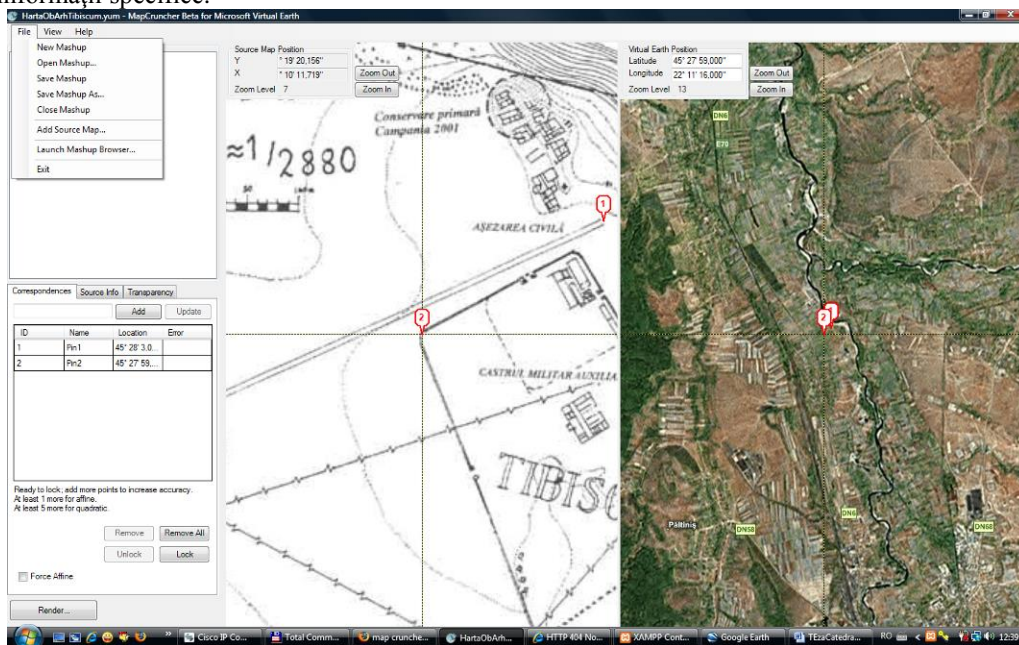 informaţii specifice.
HartaObArhTibiscum.yum - MapCruncher Beta for Microsoft Virtual Earth
File View Help
New Mashup
Open Mashup...
Save Mashup
Save Mashup As...
Close Mashup
Add Source Map...
Launch Mashup Browser...
Exit
Source Map Position
Y ° 19' 20,156"
X ° 10' 11,719"
Zoom Level 7
Zoom Out
Zoom In
Conservare primară
Campania 2001
≈1/2880
50
AŞEZAREA CIVILĂ
1
2
CASTRUL MILITAR AUXILIA
TIBISC
Virtual Earth Position
Latitude 45° 27' 59,000"
Longitude 22° 11' 16,000"
Zoom Level 13
Zoom Out
Zoom In
DN6
E70
2
Păltiniş
DN58
DN6
DN58
Correspondences Source Info Transparency
Add Update
ID Name Location Error
1 Pin1 45° 28' 3.0...
2 Pin2 45° 27' 59,...
Ready to lock; add more points to increase accuracy.
At least 1 more for affine.
At least 5 more for quadratic.
Remove Remove All
Unlock Lock
Force Affine
Render...
» Cisco IP Co... Total Comm... map crunche... HartaObArh... HTTP 404 No... XAMPP Cont... Google Earth TEzaCatedra... RO < 12:39